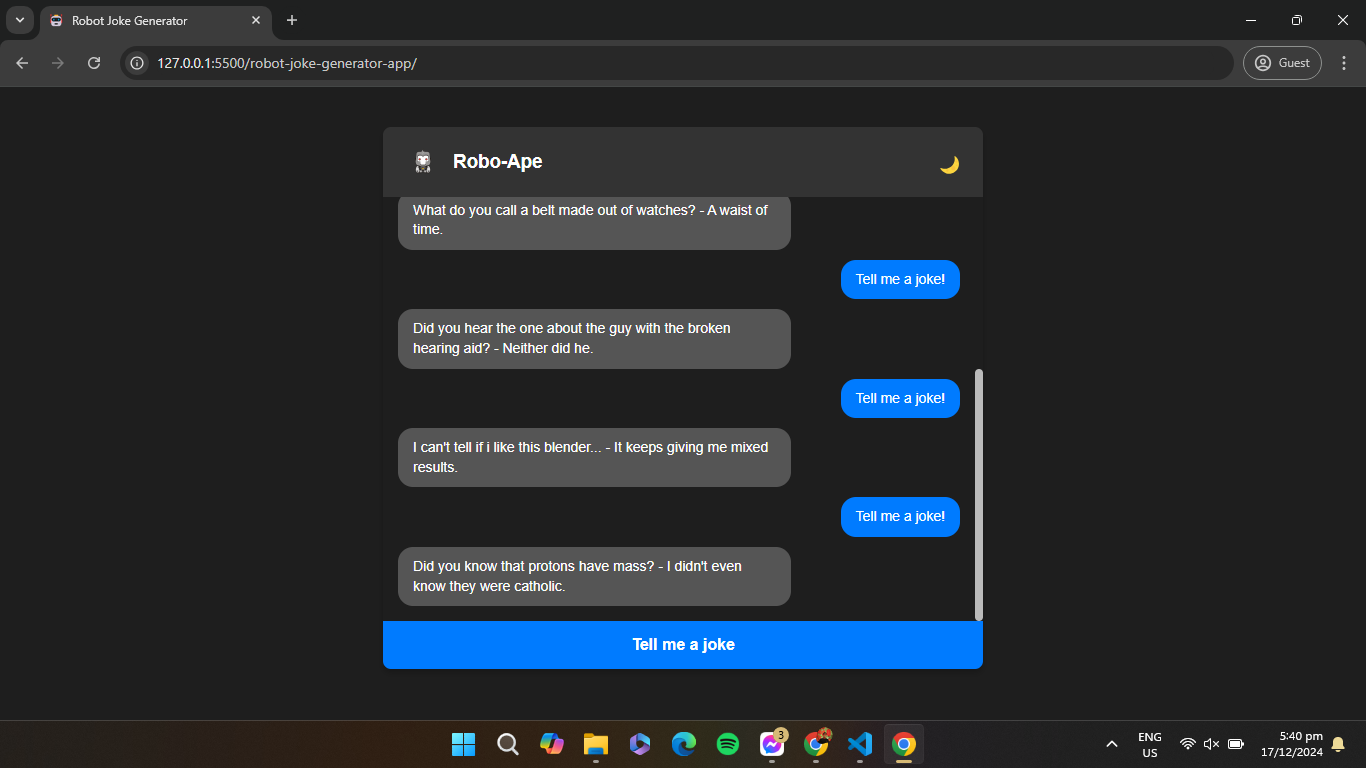 Robot Joke Generator
127.0.0.1:5500/robot-joke-generator-app/
Guest
Robo-Ape
What do you call a belt made out of watches? - A waist of
time.
Tell me a joke!
Did you hear the one about the guy with the broken
hearing aid? - Neither did he.
Tell me a joke!
I can't tell if i like this blender... - It keeps giving me mixed
results.
Tell me a joke!
Did you know that protons have mass? - I didn't even
know they were catholic.
Tell me a joke
3
ENG
US
5:40 pm
17/12/2024